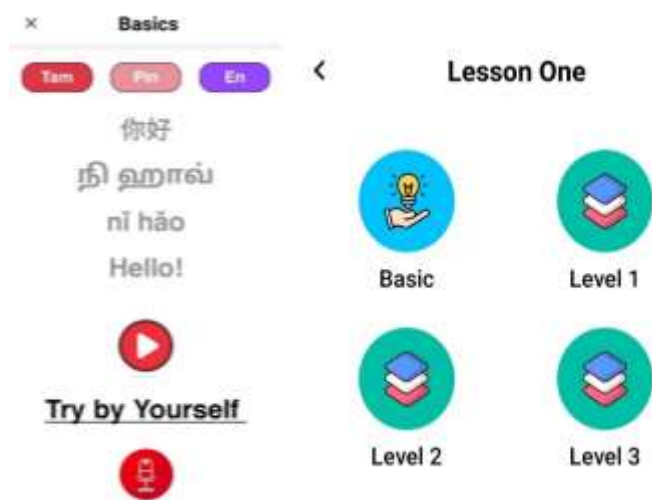 ×
Basics
Tam Pin En
你好
நி ஹாவ்
nǐ hǎo
Hello!
Try by Yourself
Lesson One
Basic
Level 1
Level 2
Level 3